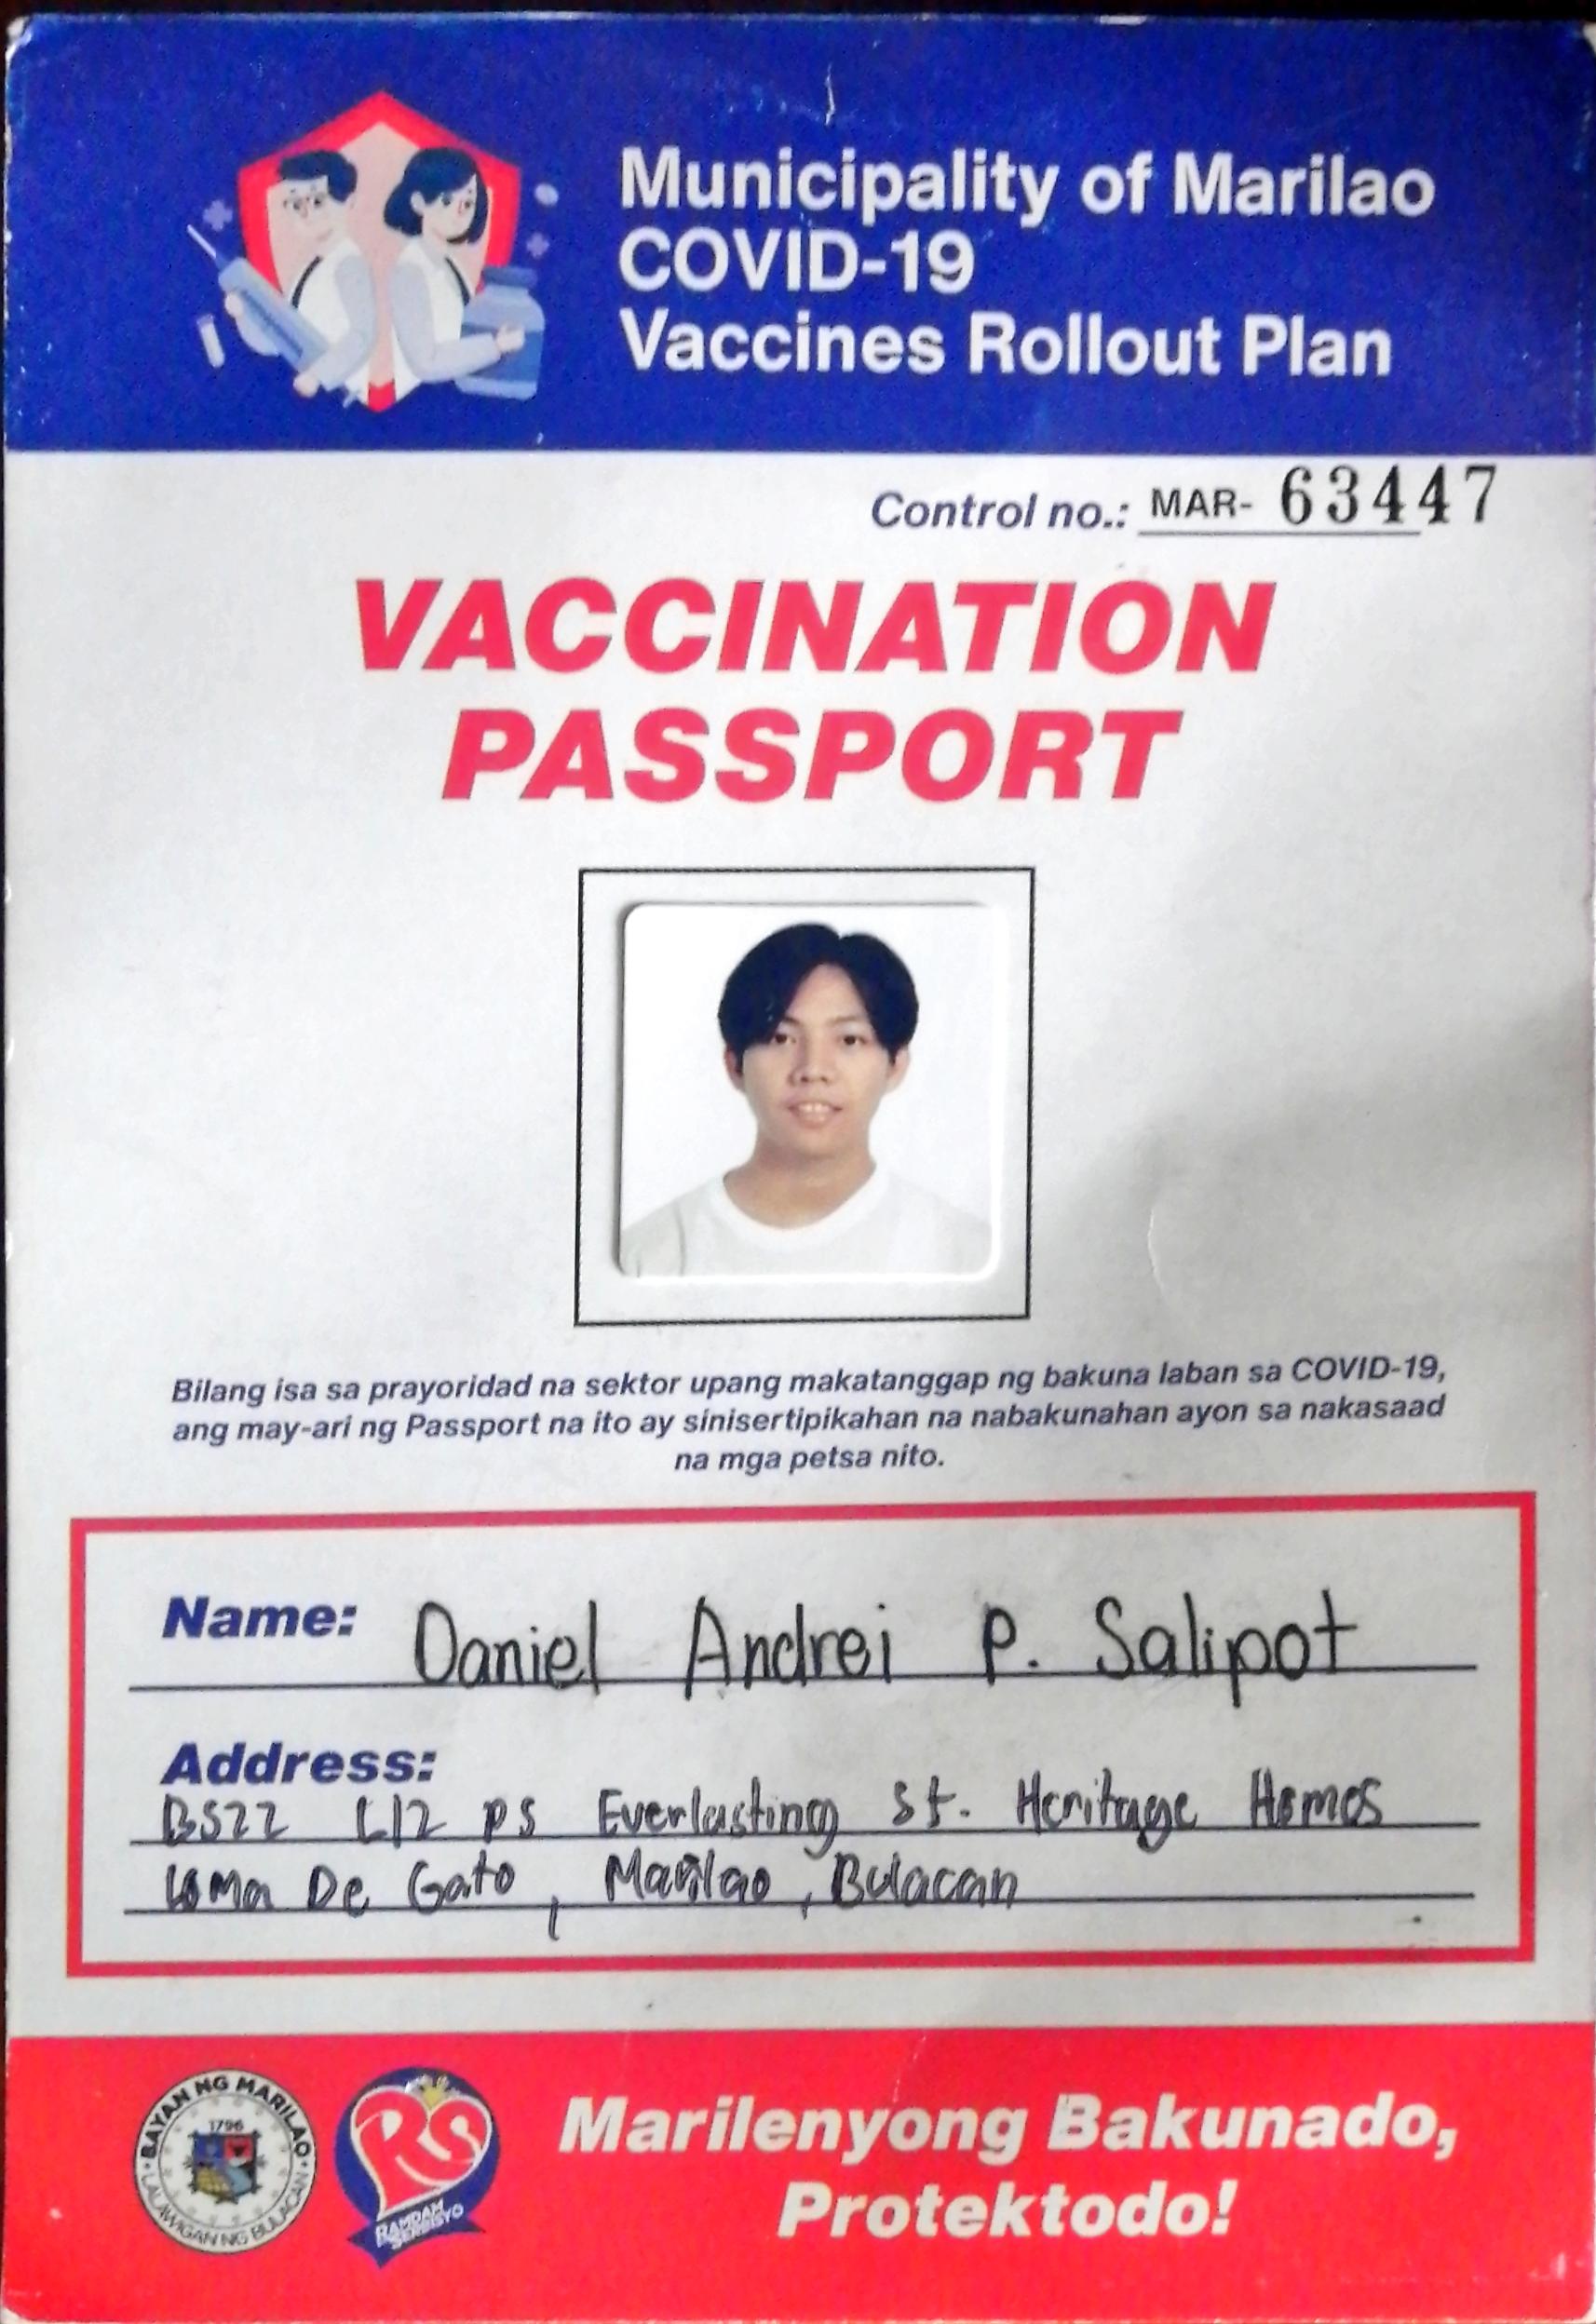 Municipality of Marilao
COVID-19
Vaccines Rollout Plan
Control no.: MAR- 63447
VACCINATION
PASSPORT
Bilang isa sa prayoridad na sektor upang makatanggap ng bakuna laban sa COVID-19,
ang may-ari ng Passport na ito ay sinisertipikahan na nabakunahan ayon sa nakasaad
na mga petsa nito.
Name: Daniel Andrei P. Salipot
Address:
BS22 L12 PS Everlasting St. Heritage Homes
Loma De Gato, Marilao, Bulacan
BAYAN NG MARILAO
1796
LALAWIGAN NG BULACAN
RS
RAMDAM
SERBISYO
Marilenyong Bakunado,
Protektodo!